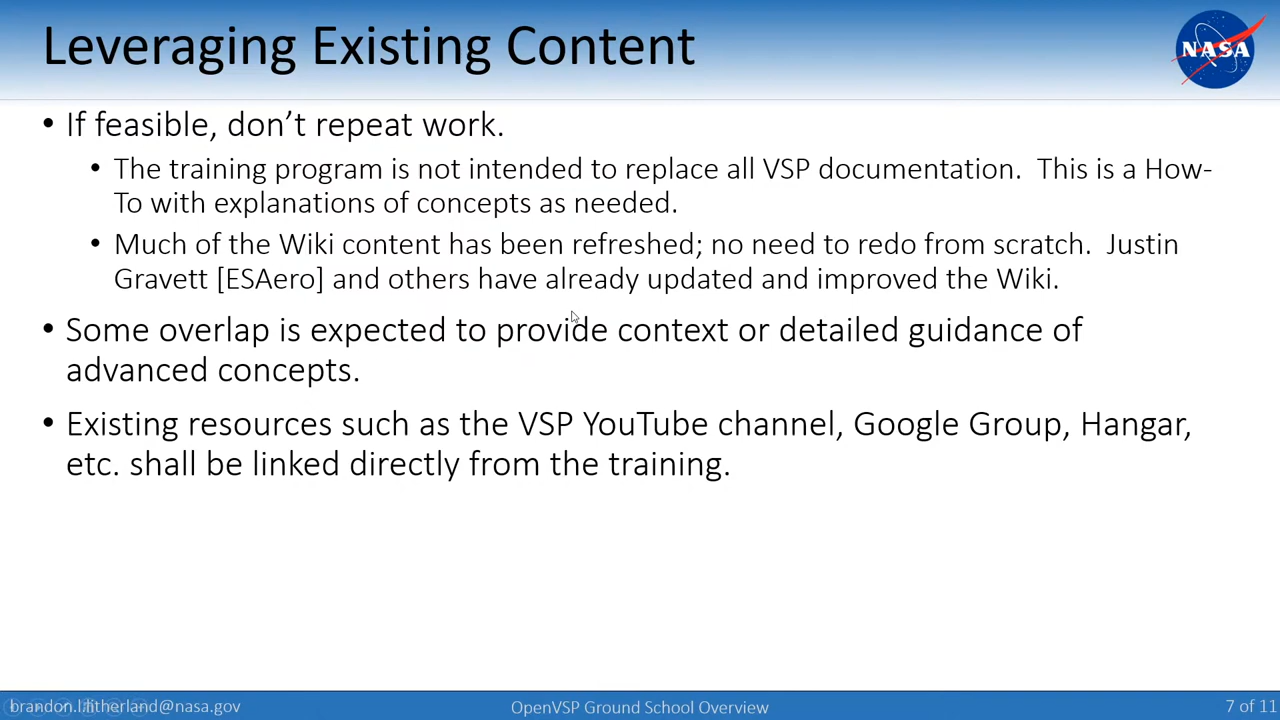 Leveraging Existing Content
NASA
• If feasible, don’t repeat work.
• The training program is not intended to replace all VSP documentation.  This is a How-
To with explanations of concepts as needed.
• Much of the Wiki content has been refreshed; no need to redo from scratch.  Justin
Gravett [ESAero] and others have already updated and improved the Wiki.
• Some overlap is expected to provide context or detailed guidance of
advanced concepts.
• Existing resources such as the VSP YouTube channel, Google Group, Hangar,
etc. shall be linked directly from the training.
brandon.l.litherland@nasa.gov
OpenVSP Ground School Overview
7 of 11